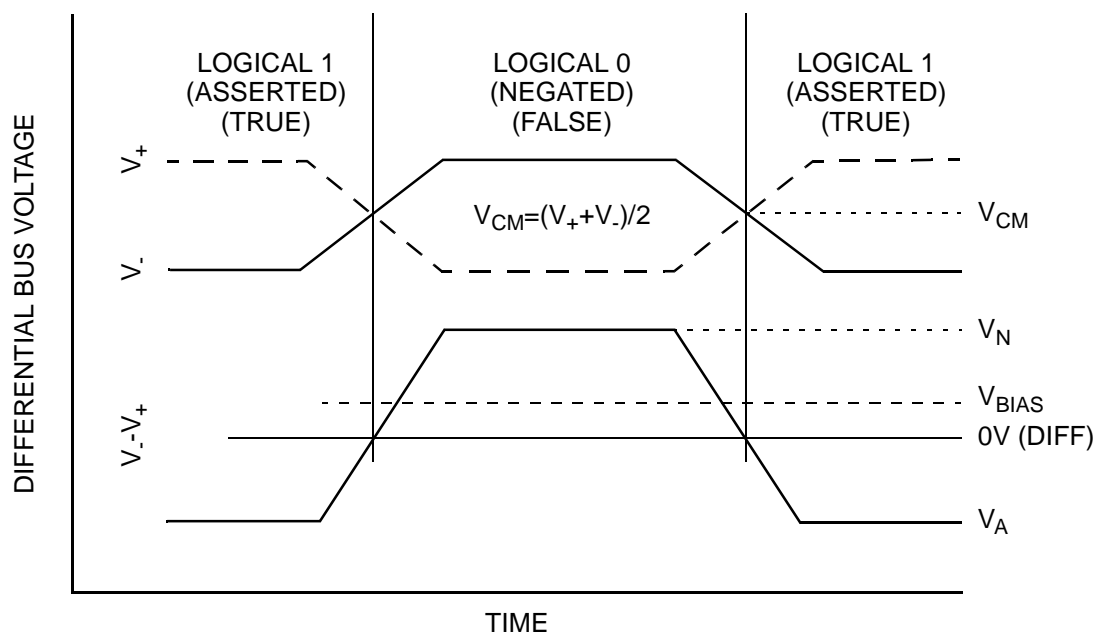 LOGICAL 1
(ASSERTED)
(TRUE)
LOGICAL 0
(NEGATED)
(FALSE)
LOGICAL 1
(ASSERTED)
(TRUE)
DIFFERENTIAL BUS VOLTAGE
V+
V-
V--V+
VCM=(V++V-)/2
VCM
VN
VBIAS
0V (DIFF)
VA
TIME